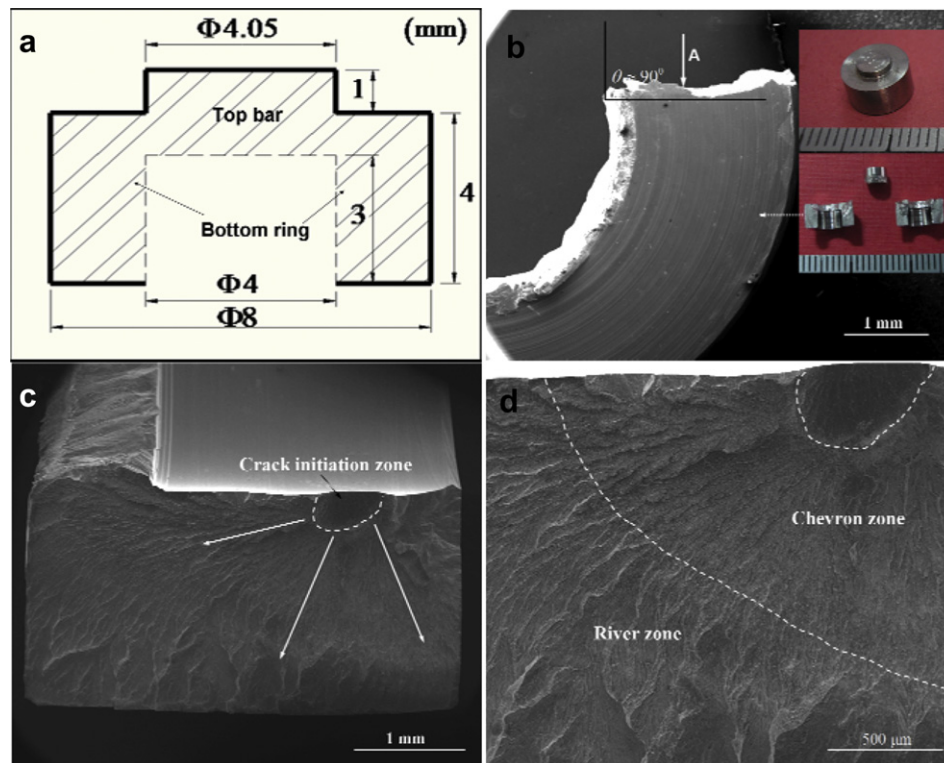 a
Φ4.05
(mm)
1
Top bar
4
3
Bottom ring
Φ4
Φ8
b
θ ~ 90⁰
A
1 mm
c
Crack initiation zone
1 mm
d
Chevron zone
River zone
500 μm